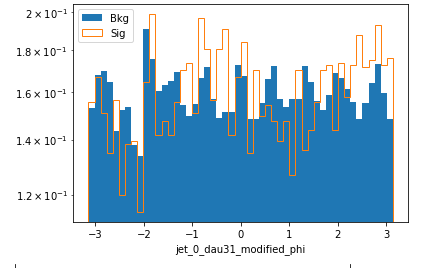 2 × 10⁻¹
1.8 × 10⁻¹
1.6 × 10⁻¹
1.4 × 10⁻¹
1.2 × 10⁻¹
Bkg
Sig
−3 −2 −1 0 1 2 3
jet_0_dau31_modified_phi